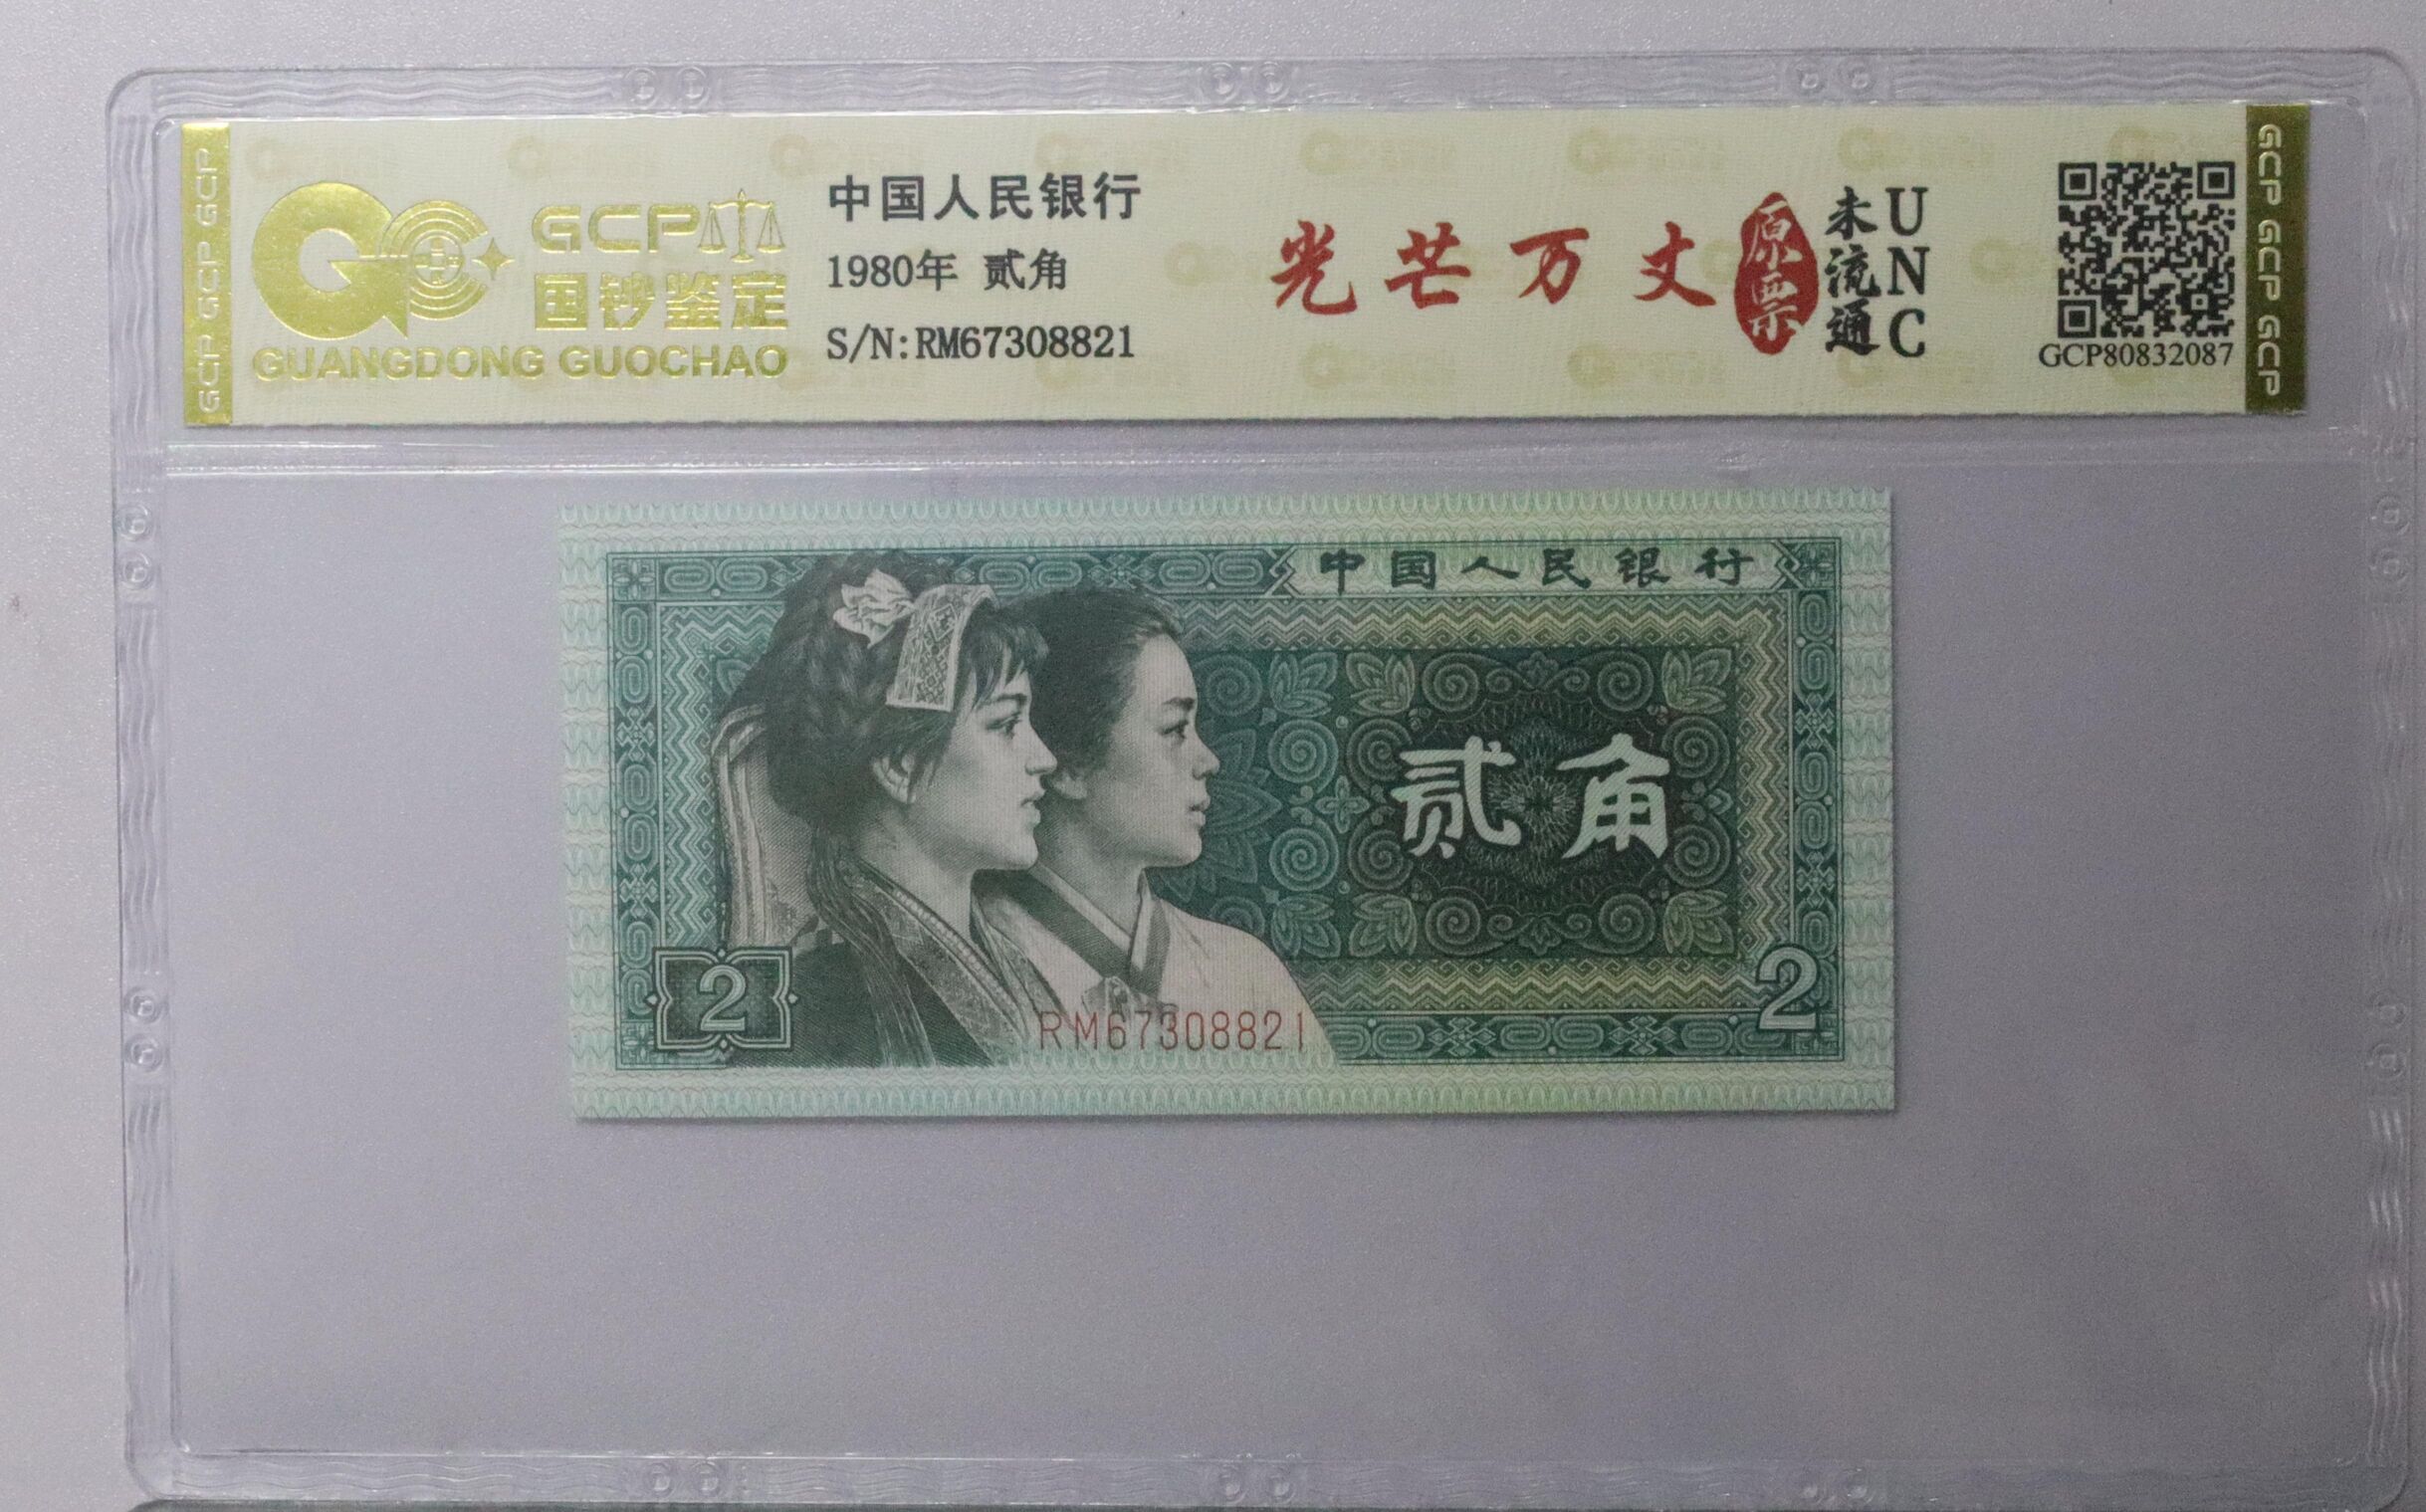 GCP GCP GCP
GCP
国钞鉴定
GUANGDONG GUOCHAO
中国人民银行
1980年 贰角
S/N:RM67308821
光芒万丈
原票
未流通
UNC
GCP80832087
GCP GCP GCP
中国人民银行
贰角
2
2
RM67308821